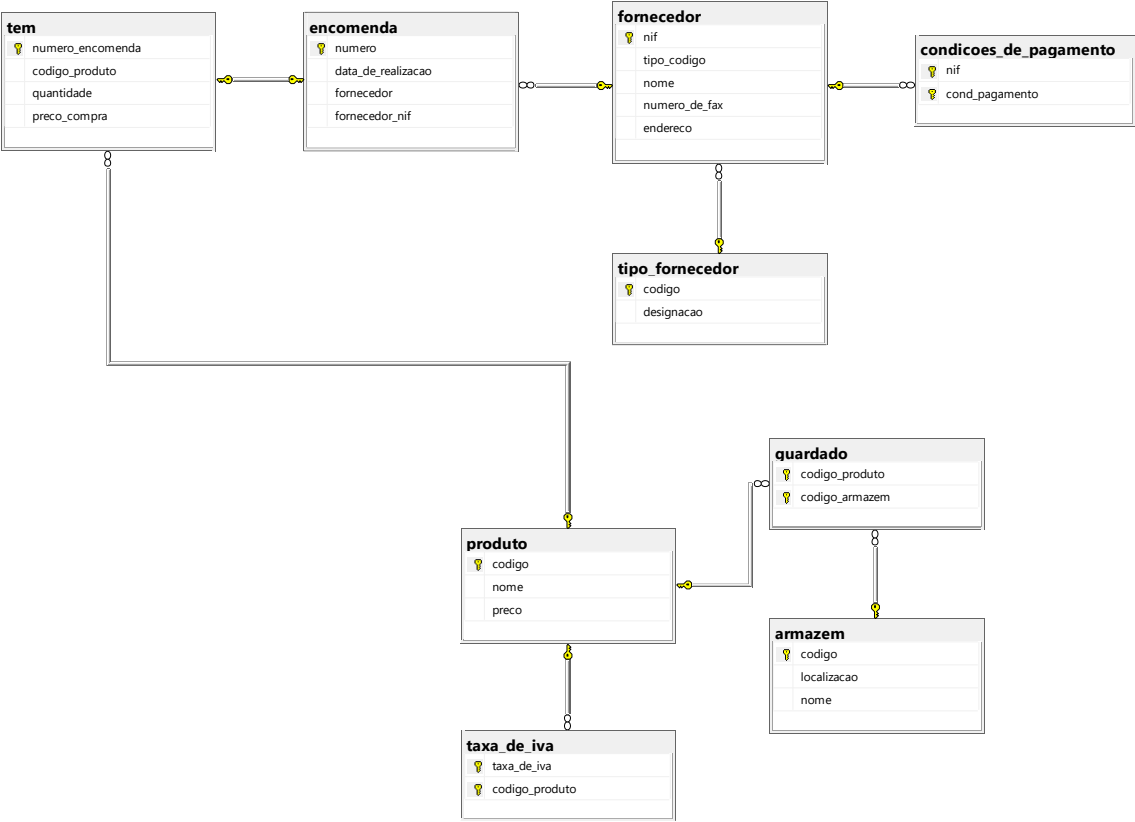 tem
numero_encomenda
codigo_produto
quantidade
preco_compra
encomenda
numero
data_de_realizacao
fornecedor
fornecedor_nif
fornecedor
nif
tipo_codigo
nome
numero_de_fax
endereco
condicoes_de_pagamento
nif
cond_pagamento
tipo_fornecedor
codigo
designacao
guardado
codigo_produto
codigo_armazem
produto
codigo
nome
preco
armazem
codigo
localizacao
nome
taxa_de_iva
taxa_de_iva
codigo_produto